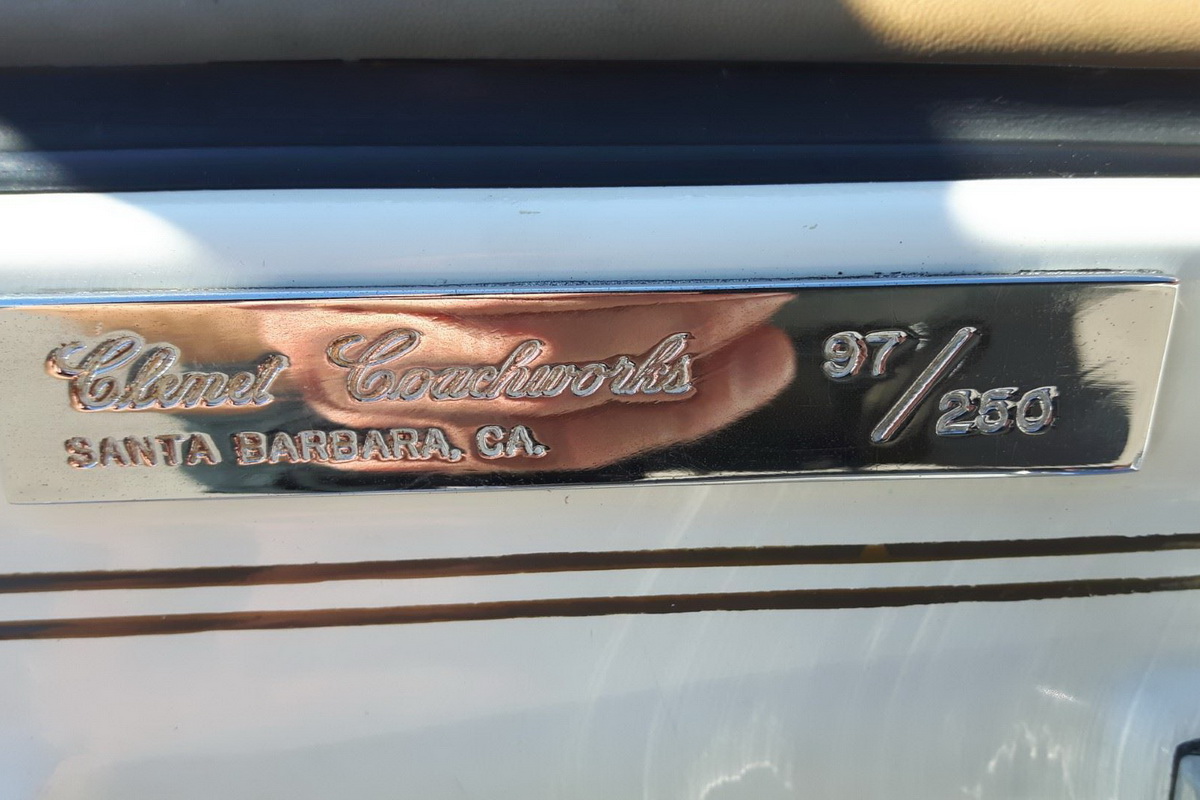 Clenet Coachworks 97/250
SANTA BARBARA, CA.